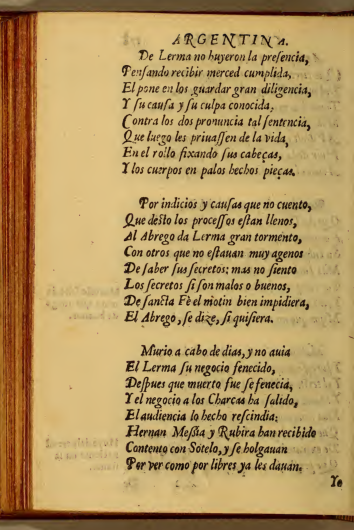 ARGENTINA.
De Lerma no huyeron la presencia,
Pensando recibir merced cumplida,
El pone en los guardar gran diligencia,
Y su causa y su culpa conocida,
Contra los dos pronuncia tal sentencia,
Que luego les priuassen de la vida,
En el rollo fixando sus cabeças,
Y los cuerpos en palos hechos pieças.
Por indicios y causas que no cuento,
Que desto los processos estan llenos,
Al Abrego da Lerma gran tormento,
Con otros que no estauan muy agenos
De saber sus secretos; mas no siento
Los secretos si son malos o buenos,
De sancta Fè el motin bien impidiera,
El Abrego, se dize, si quisiera.
Murio a cabo de dias, y no auia
El Lerma su negocio fenecido,
Despues que muerto fue se fenecia,
Y el negocio a los Charcas ha salido,
El audiencia lo hecho rescindia;
Hernan Messia y Rubira han recibido
Contento con Sotelo, y se holgauan
Por ver como por libres ya les dauan.
Yo